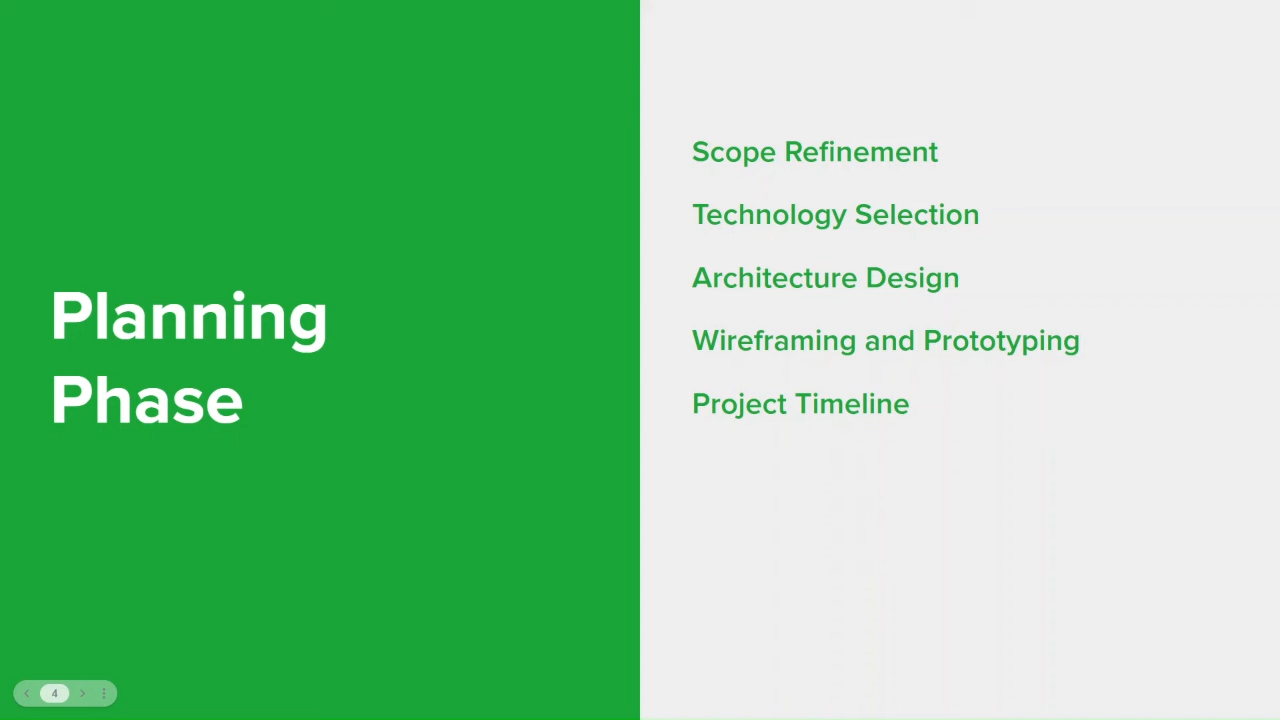 Planning
Phase
Scope Refinement
Technology Selection
Architecture Design
Wireframing and Prototyping
Project Timeline
4